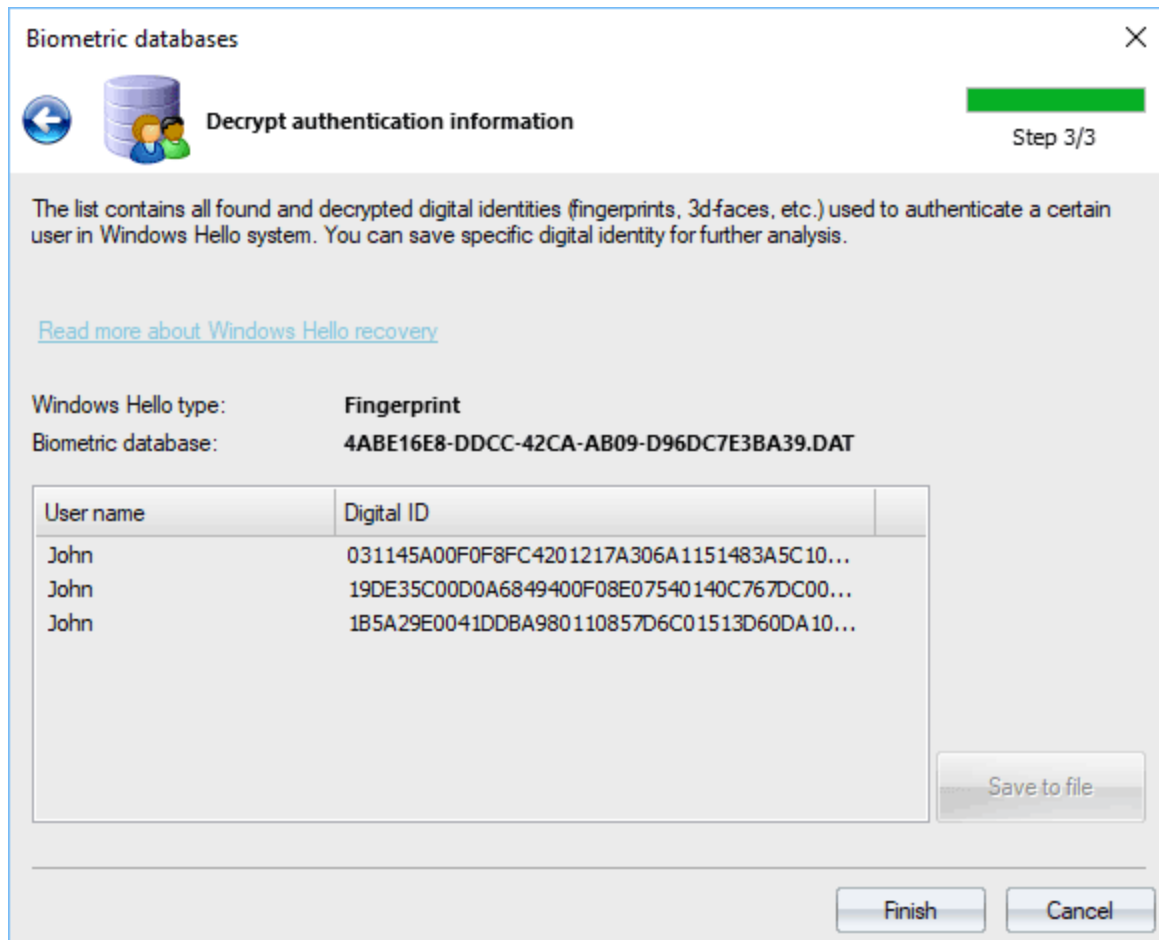 Biometric databases
Decrypt authentication information
Step 3/3
The list contains all found and decrypted digital identities (fingerprints, 3d-faces, etc.) used to authenticate a certain
user in Windows Hello system. You can save specific digital identity for further analysis.
Read more about Windows Hello recovery
Windows Hello type: Fingerprint
Biometric database: 4ABE16E8-DDCC-42CA-AB09-D96DC7E3BA39.DAT
User name Digital ID
John 031145A00F0F8FC4201217A306A1151483A5C10...
John 19DE35C00D0A6849400F08E07540140C767DC00...
John 1B5A29E0041DDBA980110857D6C01513D60DA10...
Save to file
Finish Cancel